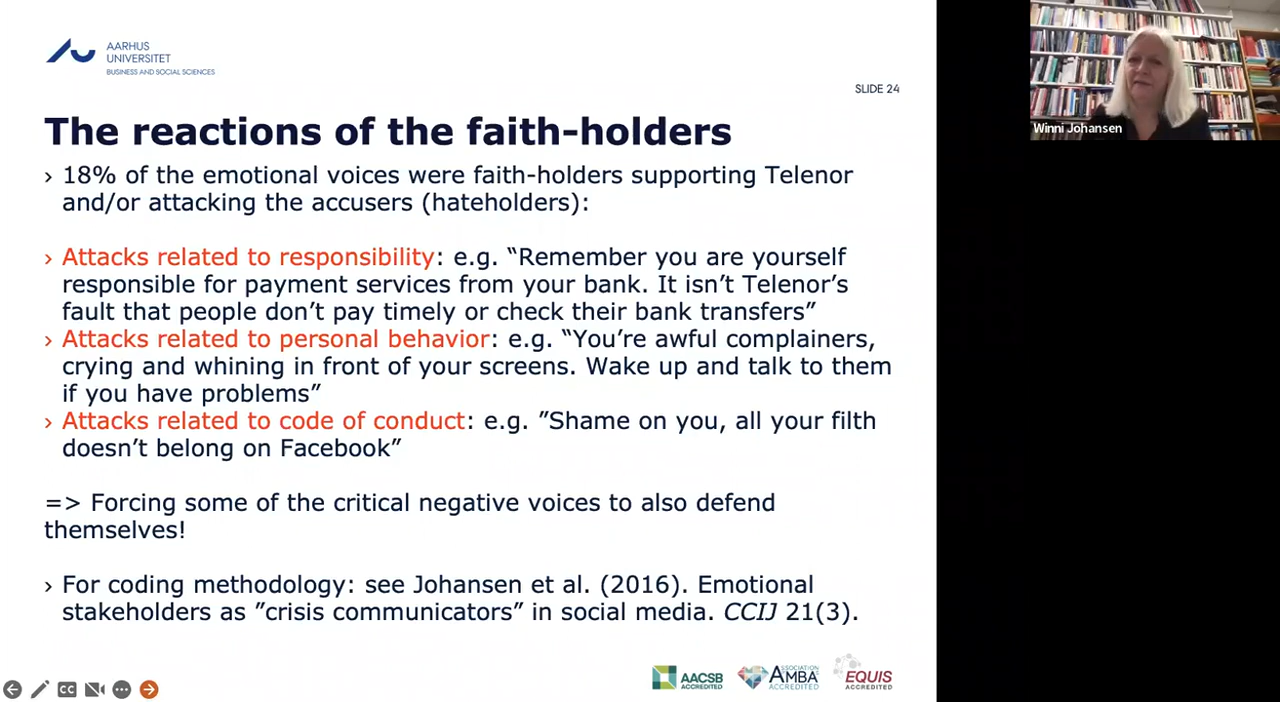 AARHUS
UNIVERSITET
BUSINESS AND SOCIAL SCIENCES
SLIDE 24
Winni Johansen
The reactions of the faith-holders
› 18% of the emotional voices were faith-holders supporting Telenor
and/or attacking the accusers (hateholders):
› Attacks related to responsibility: e.g. “Remember you are yourself
responsible for payment services from your bank. It isn’t Telenor’s
fault that people don’t pay timely or check their bank transfers”
› Attacks related to personal behavior: e.g. “You’re awful complainers,
crying and whining in front of your screens. Wake up and talk to them
if you have problems”
› Attacks related to code of conduct: e.g. ”Shame on you, all your filth
doesn’t belong on Facebook”
=> Forcing some of the critical negative voices to also defend
themselves!
› For coding methodology: see Johansen et al. (2016). Emotional
stakeholders as ”crisis communicators” in social media. CCIJ 21(3).
CC
AACSB
ACCREDITED
ASSOCIATION
AMBA
ACCREDITED
EQUIS
ACCREDITED